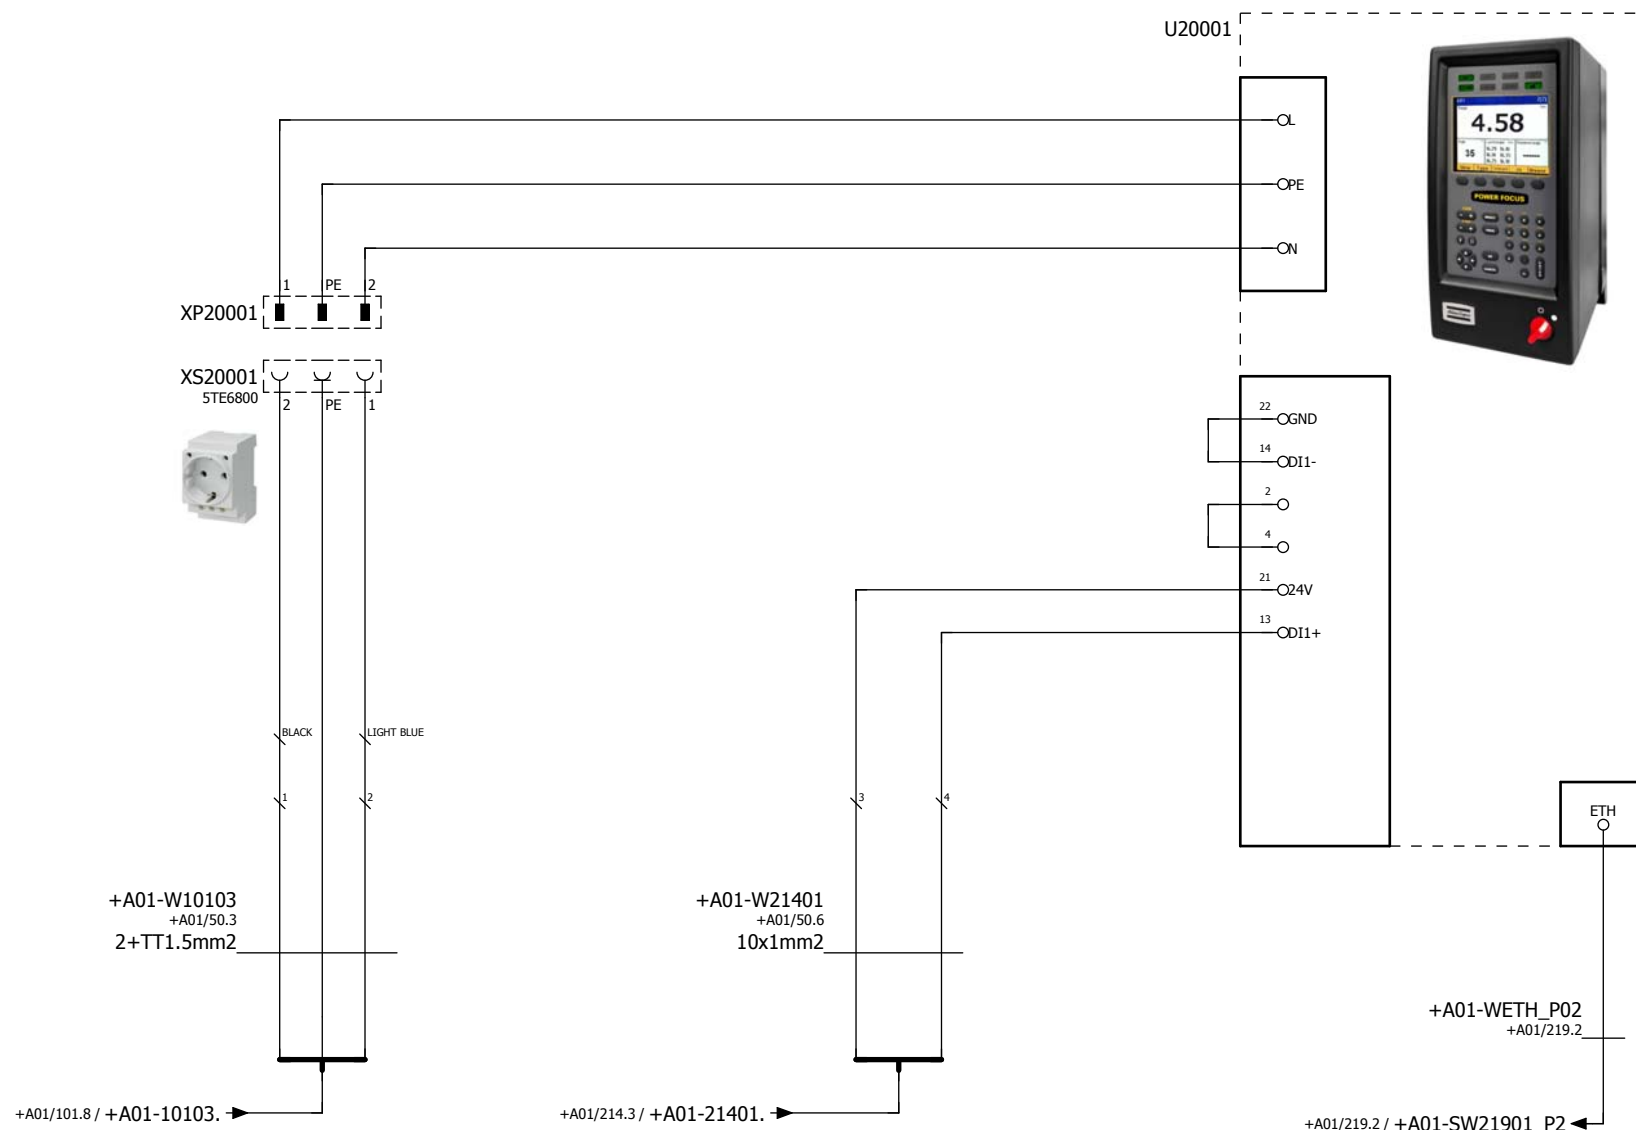 U20001
L
PE
N
1 PE 2
XP20001
XS20001
5TE6800
2 PE 1
4.58
35
POWER FOCUS
22 GND
14 DI1-
2
4
21 24V
13 DI1+
BLACK
LIGHT BLUE
1
2
3
4
ETH
+A01-W10103
+A01/50.3
2+TT1.5mm2
+A01-W21401
+A01/50.6
10x1mm2
+A01-WETH_P02
+A01/219.2
+A01/101.8 / +A01-10103.
+A01/214.3 / +A01-21401.
+A01/219.2 / +A01-SW21901_P2